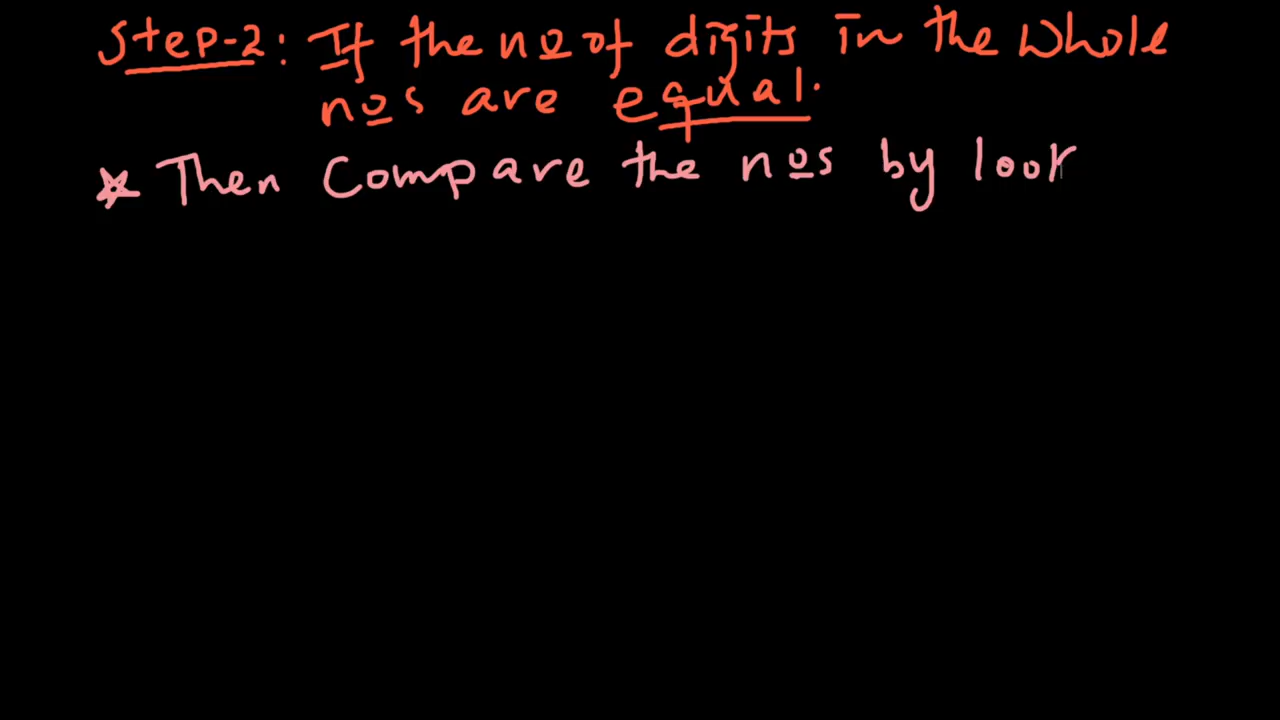 Step-2: If the no of digits in the whole
nos are equal.
* Then Compare the nos by look